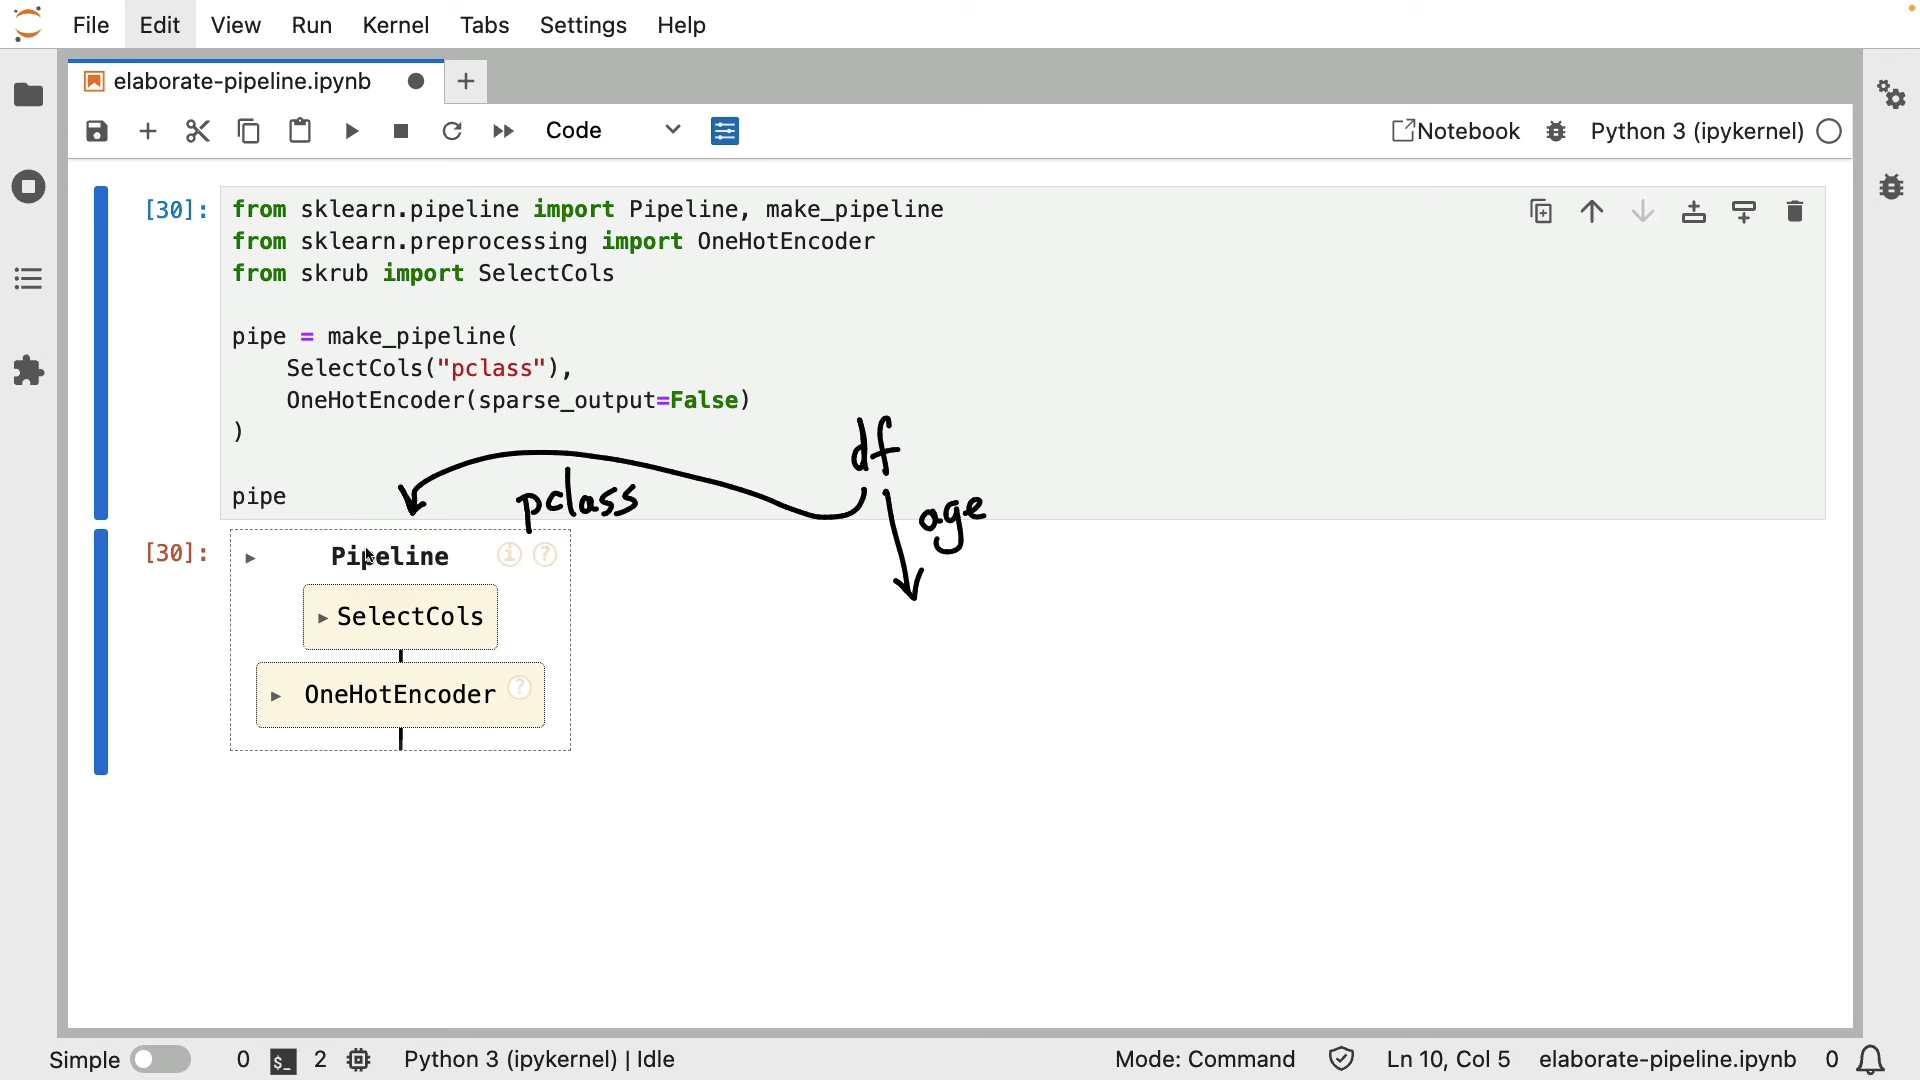 File Edit View Run Kernel Tabs Settings Help
elaborate-pipeline.ipynb
Code Notebook Python 3 (ipykernel)
[30]: from sklearn.pipeline import Pipeline, make_pipeline
from sklearn.preprocessing import OneHotEncoder
from skrub import SelectCols
pipe = make_pipeline(
SelectCols("pclass"),
OneHotEncoder(sparse_output=False)
)
df
pipe
pclass
age
[30]: Pipeline i ?
SelectCols
OneHotEncoder ?
Simple 0 $_ 2 Python 3 (ipykernel) | Idle Mode: Command Ln 10, Col 5 elaborate-pipeline.ipynb 0